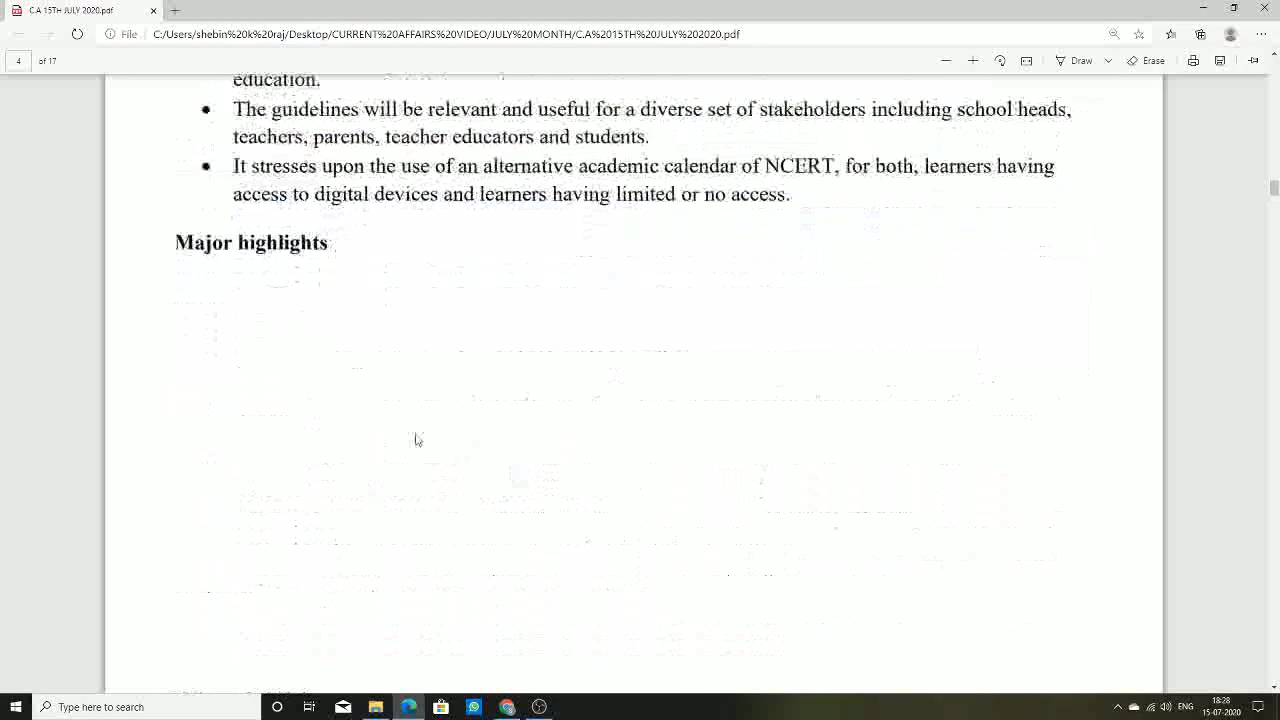 C.A 15TH JULY 2020.pdf
File
C:/Users/shebin%20k%20raj/Desktop/CURRENT%20AFFAIRS%20VIDEO/JULY%20MONTH/C.A%2015TH%20JULY%202020.pdf
4 of 17
Draw
Erase
education.
• The guidelines will be relevant and useful for a diverse set of stakeholders including school heads,
teachers, parents, teacher educators and students.
• It stresses upon the use of an alternative academic calendar of NCERT, for both, learners having
access to digital devices and learners having limited or no access.
Major highlights
Type here to search
ENG
18:28
15-07-2020